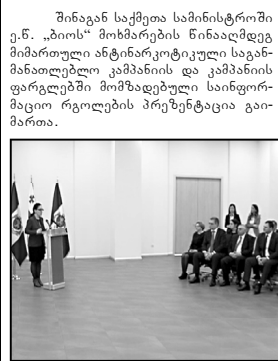 შინაგან საქმეთა სამინისტროში
ე.წ. „ბიოს“ მოხმარების წინააღმდეგ
მიმართული ანტინარკოტიკული საგან-
მანათლებლო კამპანიის და კამპანიის
ფარგლებში მომზადებული საინფორ-
მაციო რგოლების პრეზენტაცია გაი-
მართა.